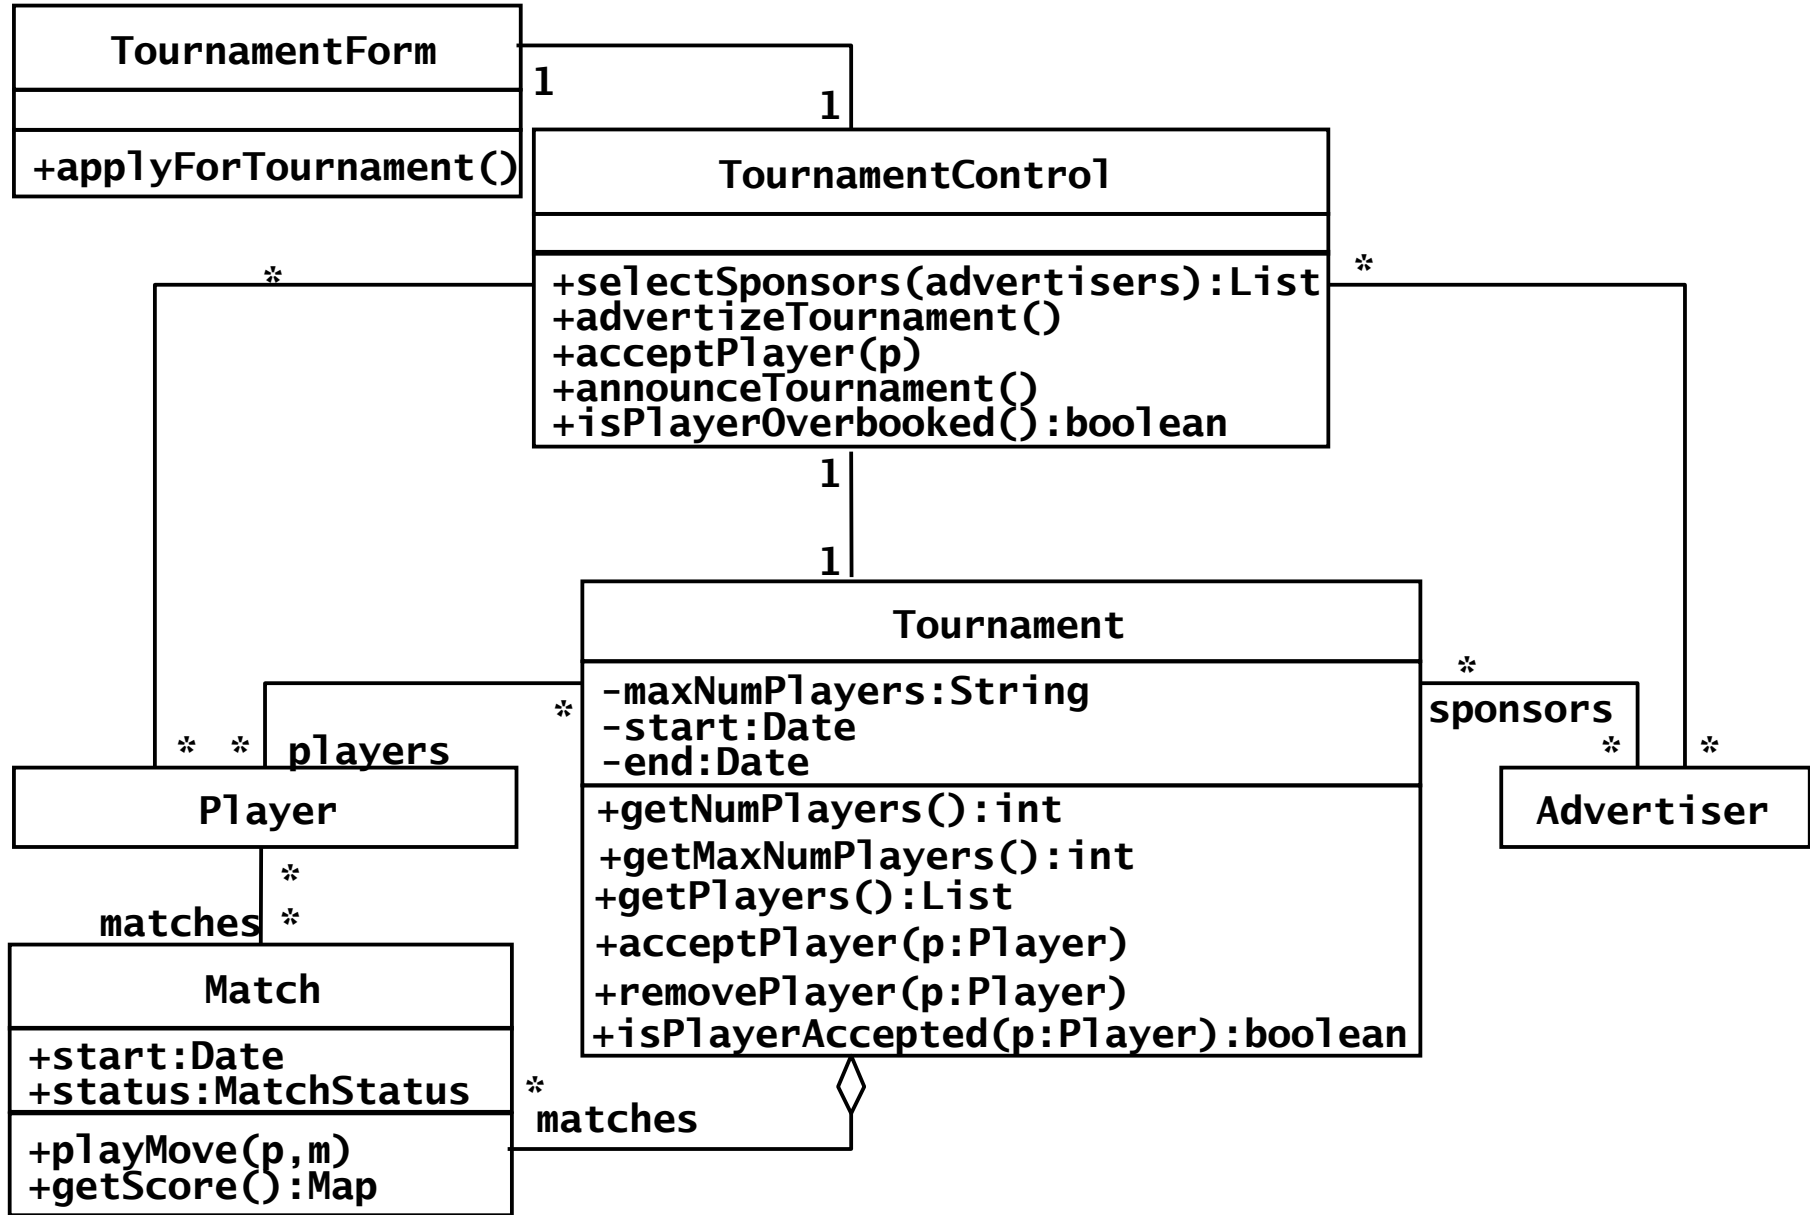 TournamentForm
+applyForTournament()
1
1
TournamentControl
+selectSponsors(advertisers):List
+advertizeTournament()
+acceptPlayer(p)
+announceTournament()
+isPlayerOverbooked():boolean
*
*
1
1
Tournament
-maxNumPlayers:String
-start:Date
-end:Date
+getNumPlayers():int
+getMaxNumPlayers():int
+getPlayers():List
+acceptPlayer(p:Player)
+removePlayer(p:Player)
+isPlayerAccepted(p:Player):boolean
*
* * players
*
sponsors
* *
Player
Advertiser
*
matches *
Match
+start:Date
+status:MatchStatus
+playMove(p,m)
+getScore():Map
*
matches